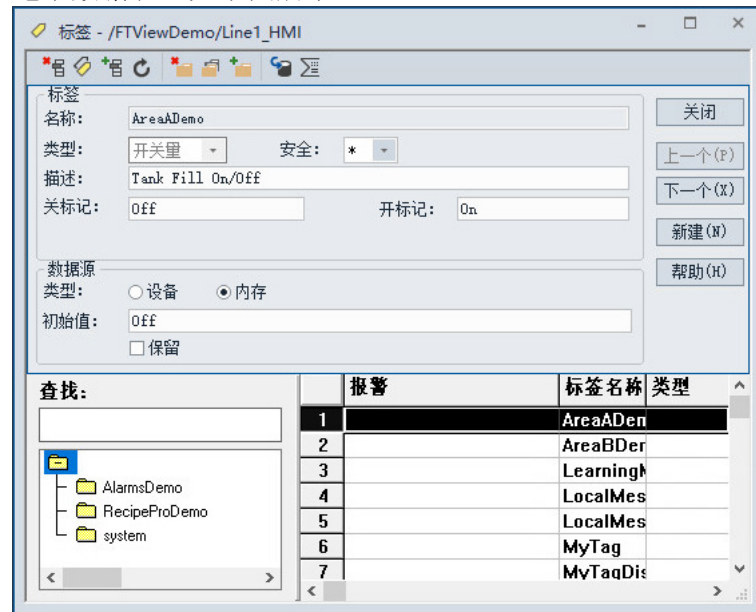 标签 - /FTViewDemo/Line1_HMI
标签
名称: AreaADemo
关闭
类型: 开关量 安全: *
上一个(P)
描述: Tank Fill On/Off
下一个(X)
关标记: Off 开标记: On
新建(N)
数据源
帮助(H)
类型: 设备 内存
初始值: Off
保留
查找:
报警 标签名称 类型
1 AreaADem
2 AreaBDer
3 LearningM
4 LocalMes
5 LocalMes
6 MyTag
7 MyTagDis
AlarmsDemo
RecipeProDemo
system